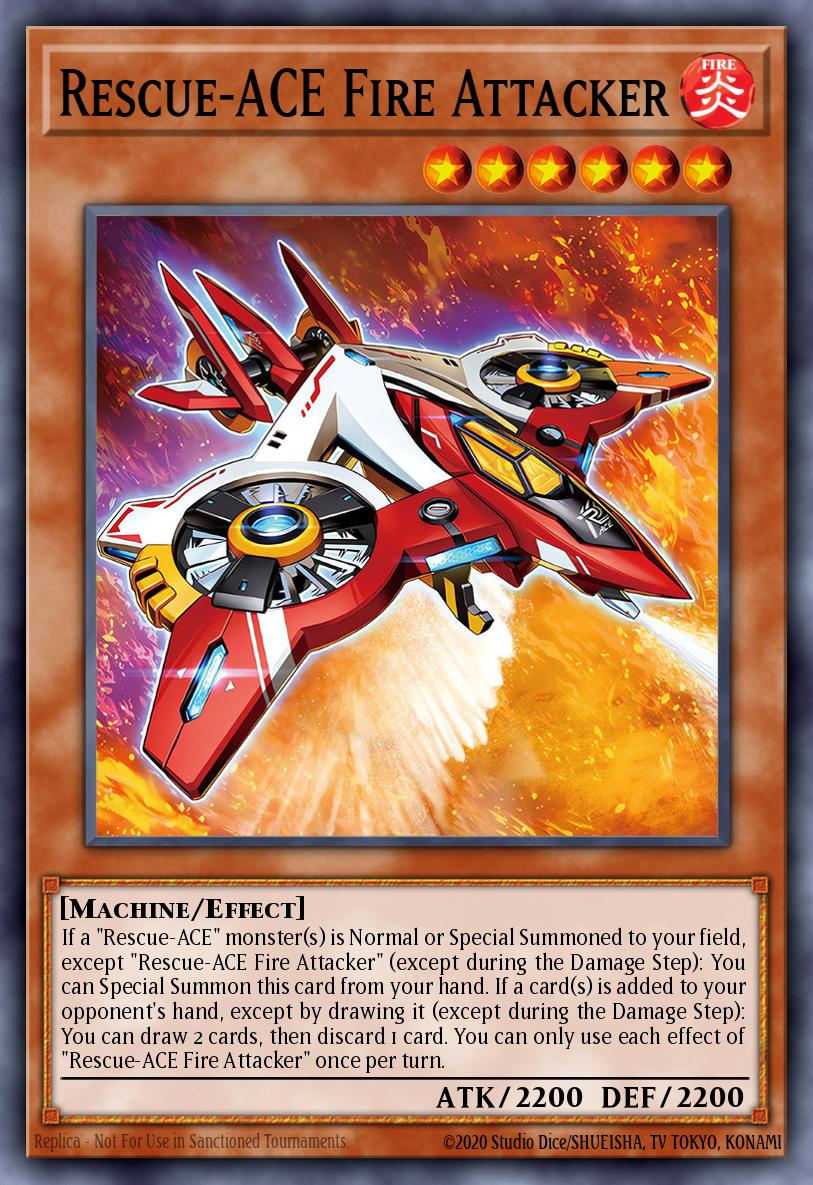 Rescue-ACE Fire Attacker
FIRE
炎
ACE
[Machine/Effect]
If a "Rescue-ACE" monster(s) is Normal or Special Summoned to your field,
except "Rescue-ACE Fire Attacker" (except during the Damage Step): You
can Special Summon this card from your hand. If a card(s) is added to your
opponent's hand, except by drawing it (except during the Damage Step):
You can draw 2 cards, then discard 1 card. You can only use each effect of
"Rescue-ACE Fire Attacker" once per turn.
ATK/2200 DEF/2200
Replica - Not For Use in Sanctioned Tournaments.
©2020 Studio Dice/SHUEISHA, TV TOKYO, KONAMI